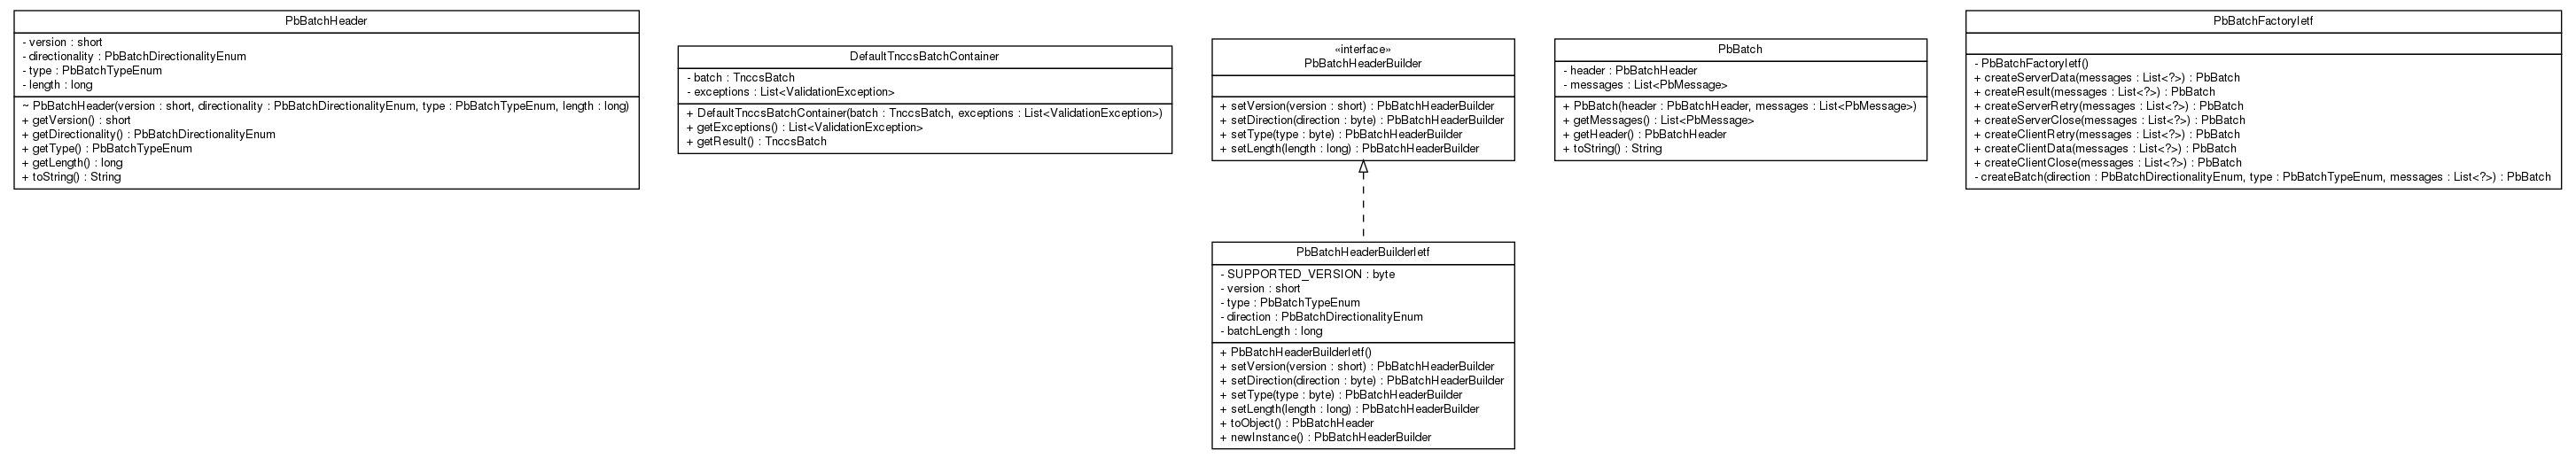 PbBatchHeader
- version : short
- directionality : PbBatchDirectionalityEnum
- type : PbBatchTypeEnum
- length : long
~ PbBatchHeader(version : short, directionality : PbBatchDirectionalityEnum, type : PbBatchTypeEnum, length : long)
+ getVersion() : short
+ getDirectionality() : PbBatchDirectionalityEnum
+ getType() : PbBatchTypeEnum
+ getLength() : long
+ toString() : String
DefaultTnccsBatchContainer
- batch : TnccsBatch
- exceptions : List<ValidationException>
+ DefaultTnccsBatchContainer(batch : TnccsBatch, exceptions : List<ValidationException>)
+ getExceptions() : List<ValidationException>
+ getResult() : TnccsBatch
«interface»
PbBatchHeaderBuilder
+ setVersion(version : short) : PbBatchHeaderBuilder
+ setDirection(direction : byte) : PbBatchHeaderBuilder
+ setType(type : byte) : PbBatchHeaderBuilder
+ setLength(length : long) : PbBatchHeaderBuilder
PbBatch
- header : PbBatchHeader
- messages : List<PbMessage>
+ PbBatch(header : PbBatchHeader, messages : List<PbMessage>)
+ getMessages() : List<PbMessage>
+ getHeader() : PbBatchHeader
+ toString() : String
PbBatchFactoryIetf
- PbBatchFactoryIetf()
+ createServerData(messages : List<?>) : PbBatch
+ createResult(messages : List<?>) : PbBatch
+ createServerRetry(messages : List<?>) : PbBatch
+ createServerClose(messages : List<?>) : PbBatch
+ createClientRetry(messages : List<?>) : PbBatch
+ createClientData(messages : List<?>) : PbBatch
+ createClientClose(messages : List<?>) : PbBatch
- createBatch(direction : PbBatchDirectionalityEnum, type : PbBatchTypeEnum, messages : List<?>) : PbBatch
PbBatchHeaderBuilderIetf
- SUPPORTED_VERSION : byte
- version : short
- type : PbBatchTypeEnum
- direction : PbBatchDirectionalityEnum
- batchLength : long
+ PbBatchHeaderBuilderIetf()
+ setVersion(version : short) : PbBatchHeaderBuilder
+ setDirection(direction : byte) : PbBatchHeaderBuilder
+ setType(type : byte) : PbBatchHeaderBuilder
+ setLength(length : long) : PbBatchHeaderBuilder
+ toObject() : PbBatchHeader
+ newInstance() : PbBatchHeaderBuilder